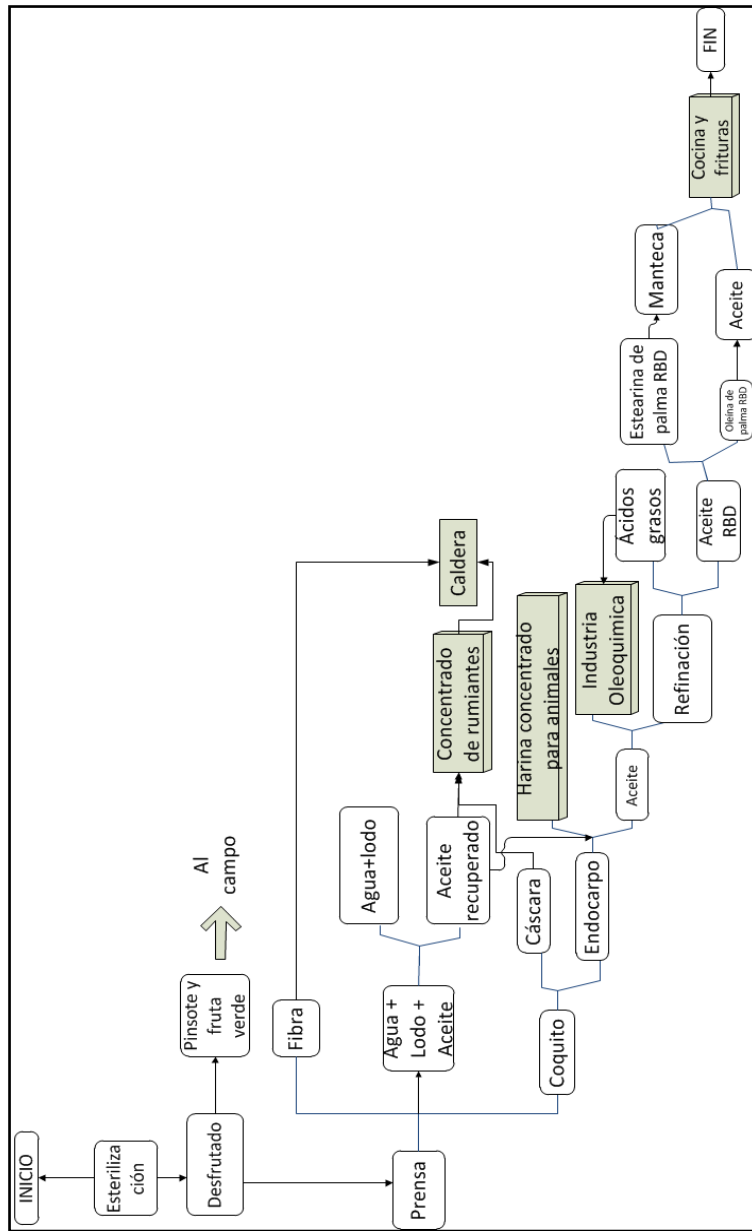 INICIO
Esteriliza
ción
Desfrutado
Pinsote y
fruta
verde
Al
campo
Prensa
Fibra
Agua +
Lodo +
Aceite
Coquito
Agua+lodo
Aceite
recuperado
Cáscara
Endocarpo
Concentrado
de rumiantes
Caldera
Harina concentrado
para animales
Aceite
Industria
Oleoquimica
Refinación
Ácidos
grasos
Aceite
RBD
Estearina de
palma RBD
Oleína de
palma RBD
Manteca
Aceite
Cocina y
frituras
FIN